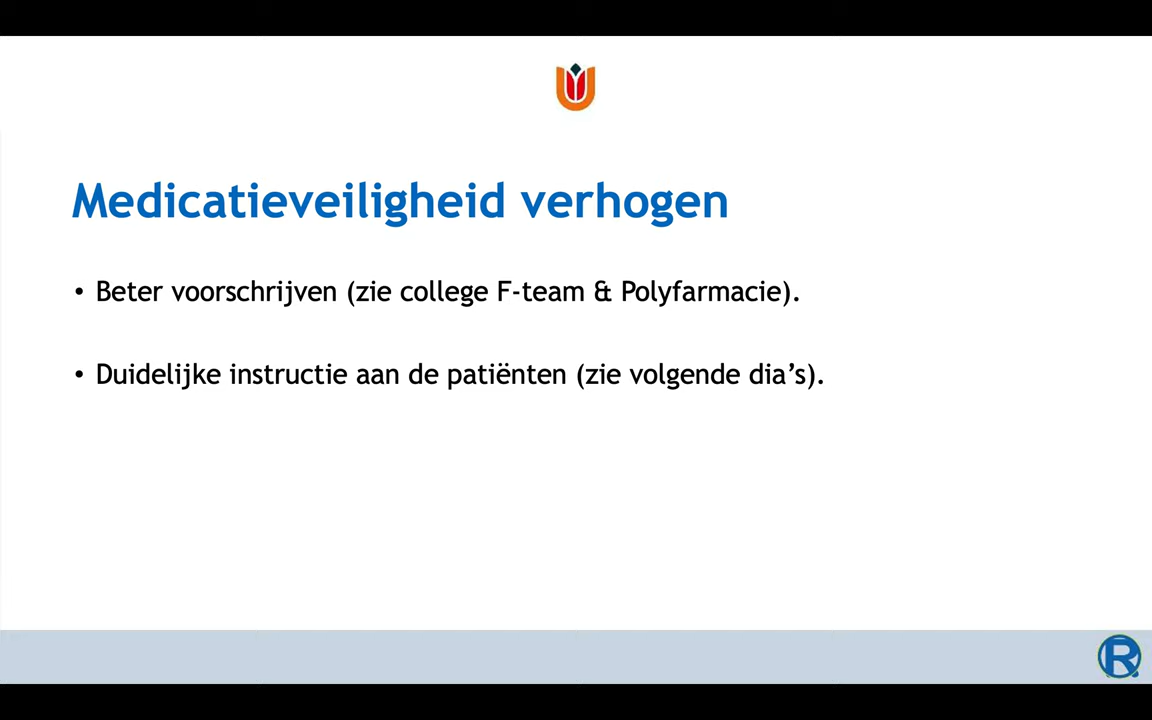 Medicatieveiligheid verhogen
• Beter voorschrijven (zie college F-team & Polyfarmacie).
• Duidelijke instructie aan de patiënten (zie volgende dia’s).
R